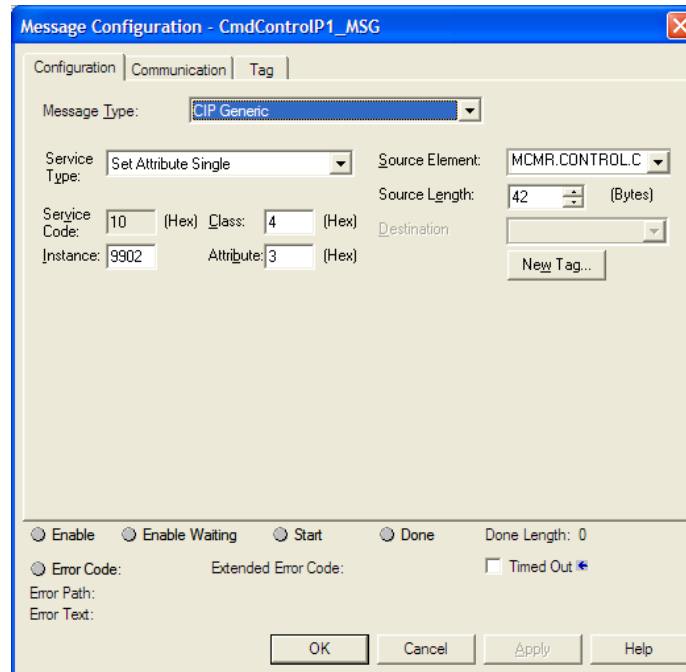 Message Configuration - CmdControlP1_MSG
Configuration Communication Tag
Message Type: CIP Generic
Service Type: Set Attribute Single
Source Element: MCMR.CONTROL.C
Source Length: 42 (Bytes)
Service Code: 10 (Hex) Class: 4 (Hex)
Destination
Instance: 9902 Attribute: 3 (Hex)
New Tag...
Enable Enable Waiting Start Done Done Length: 0
Error Code: Extended Error Code: Timed Out
Error Path:
Error Text:
OK Cancel Apply Help